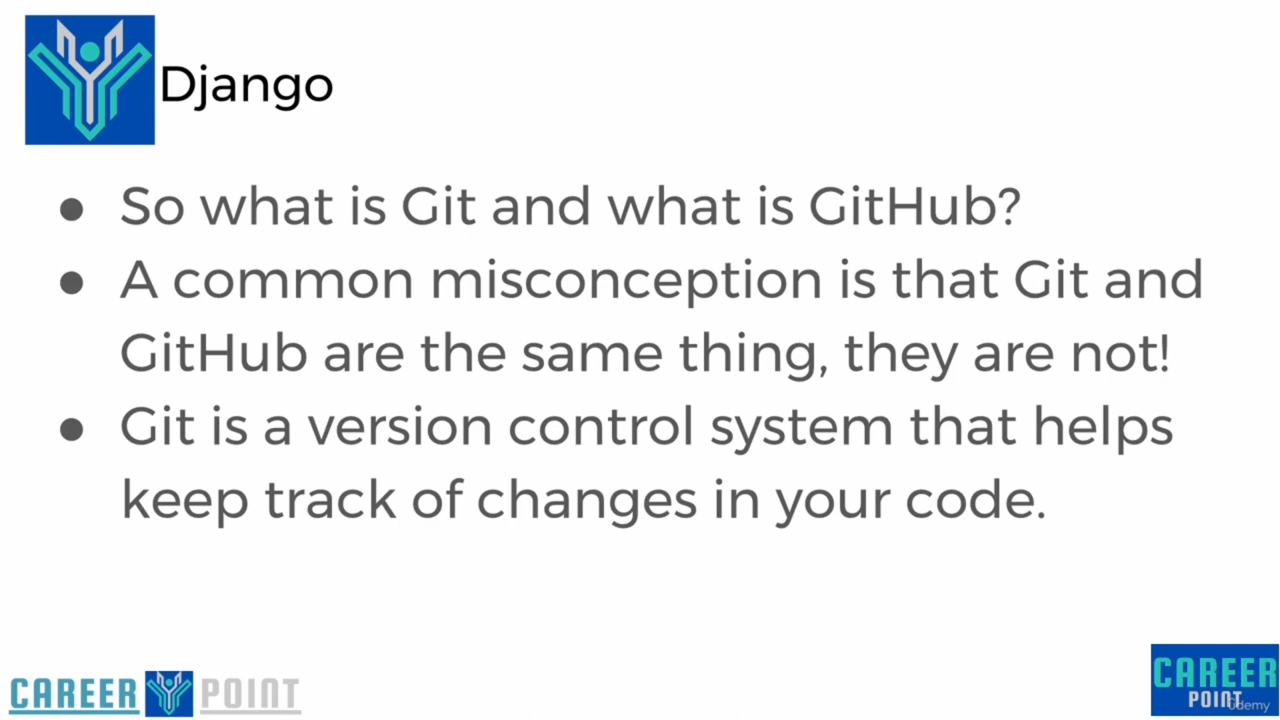 Django
● So what is Git and what is GitHub?
● A common misconception is that Git and
GitHub are the same thing, they are not!
● Git is a version control system that helps
keep track of changes in your code.
CAREER POINT
CAREER
POINT
Udemy